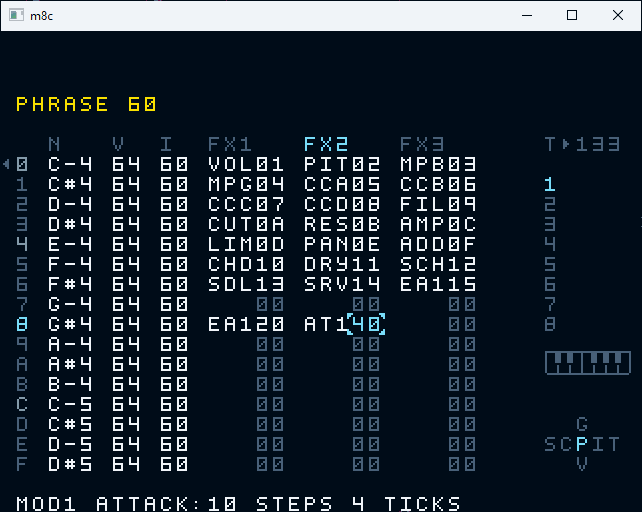 m8c
PHRASE 60
N V I FX1 FX2 FX3 T▸133
0 C-4 64 60 VOL01 PIT02 MPB03
1 C#4 64 60 MPG04 CCA05 CCB06 1
2 D-4 64 60 CCC07 CCD08 FIL09 2
3 D#4 64 60 CUT0A RES0B AMP0C 3
4 E-4 64 60 LIM0D PAN0E ADD0F 4
5 F-4 64 60 CHD10 DRY11 SCH12 5
6 F#4 64 60 SDL13 SRV14 EA115 6
7 G-4 64 60 00 00 00 7
8 G#4 64 60 EA120 AT140 00 8
9 A-4 64 60 00 00 00
A A#4 64 60 00 00 00
B B-4 64 60 00 00 00
C C-5 64 60 00 00 00
D C#5 64 60 00 00 00 G
E D-5 64 60 00 00 00 SCPIT
F D#5 64 60 00 00 00 V
MOD1 ATTACK:10 STEPS 4 TICKS